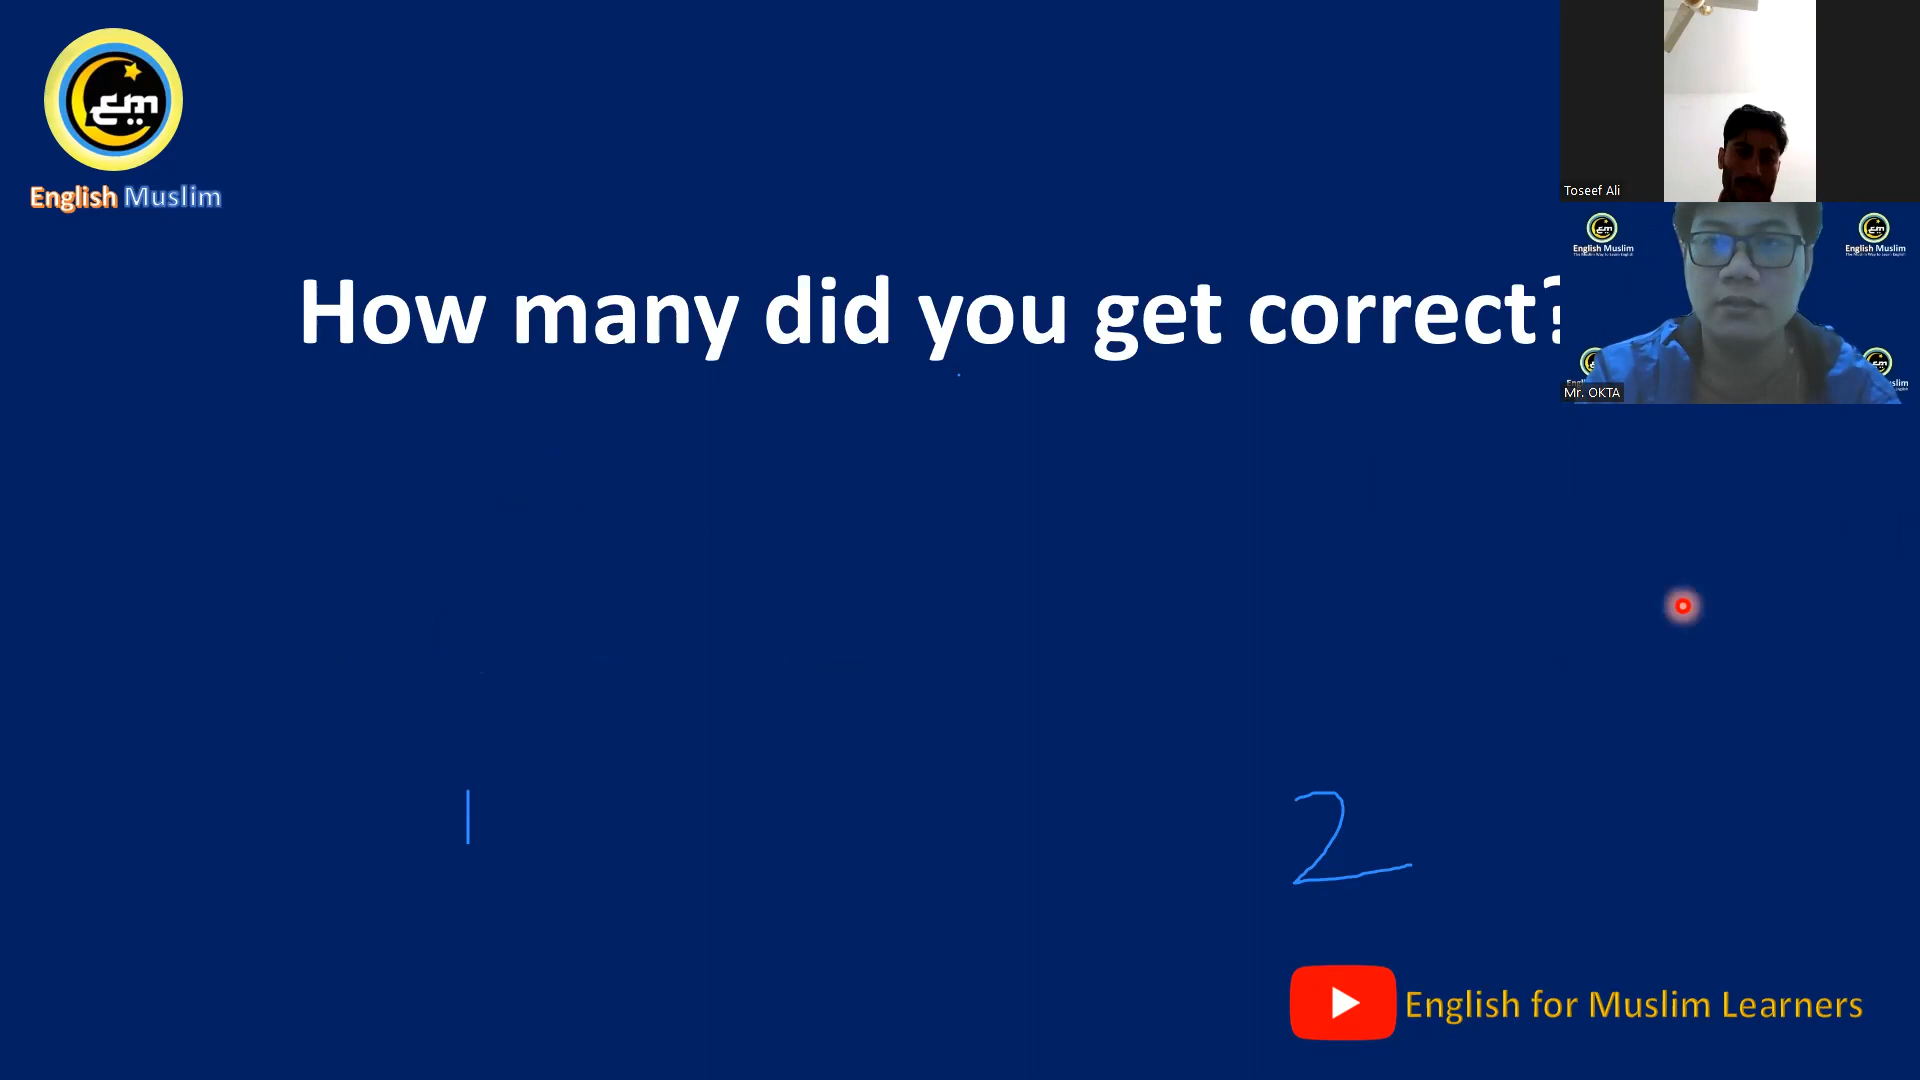 English Muslim
How many did you get correct?
Toseef Ali
English Muslim
English Muslim
Mr. OKTA
1
2
English for Muslim Learners